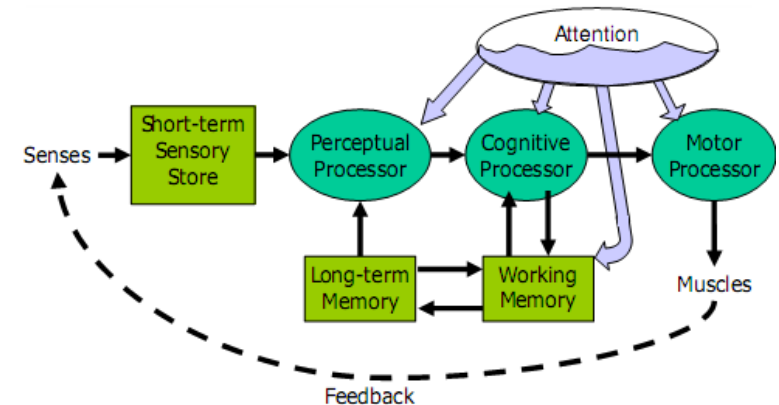 Attention
Senses
Short-term
Sensory
Store
Perceptual
Processor
Cognitive
Processor
Motor
Processor
Long-term
Memory
Working
Memory
Muscles
Feedback